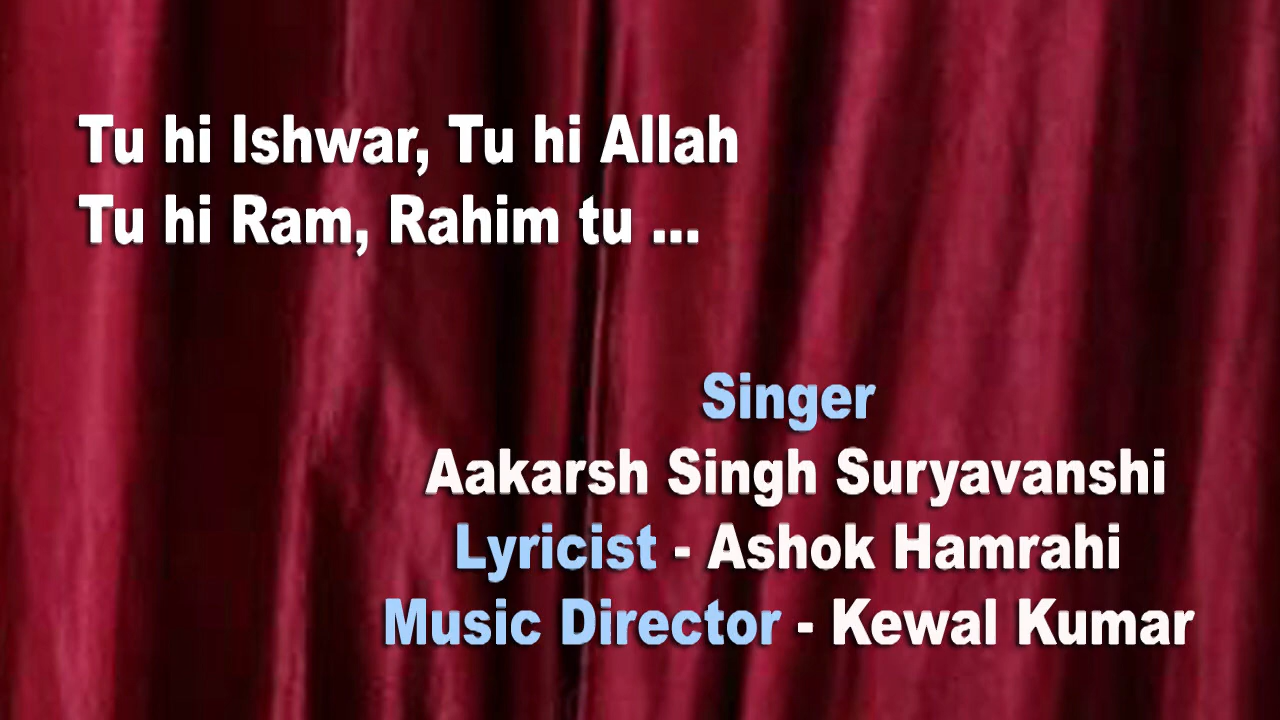 Tu hi Ishwar, Tu hi Allah
Tu hi Ram, Rahim tu ...
Singer
Aakarsh Singh Suryavanshi
Lyricist - Ashok Hamrahi
Music Director - Kewal Kumar